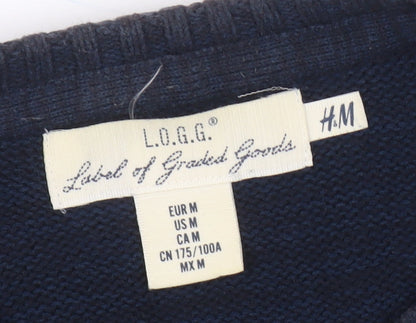 L.O.G.G.®
Label of Graded Goods
H&M
EUR M
US M
CA M
CN 175/100A
MX M